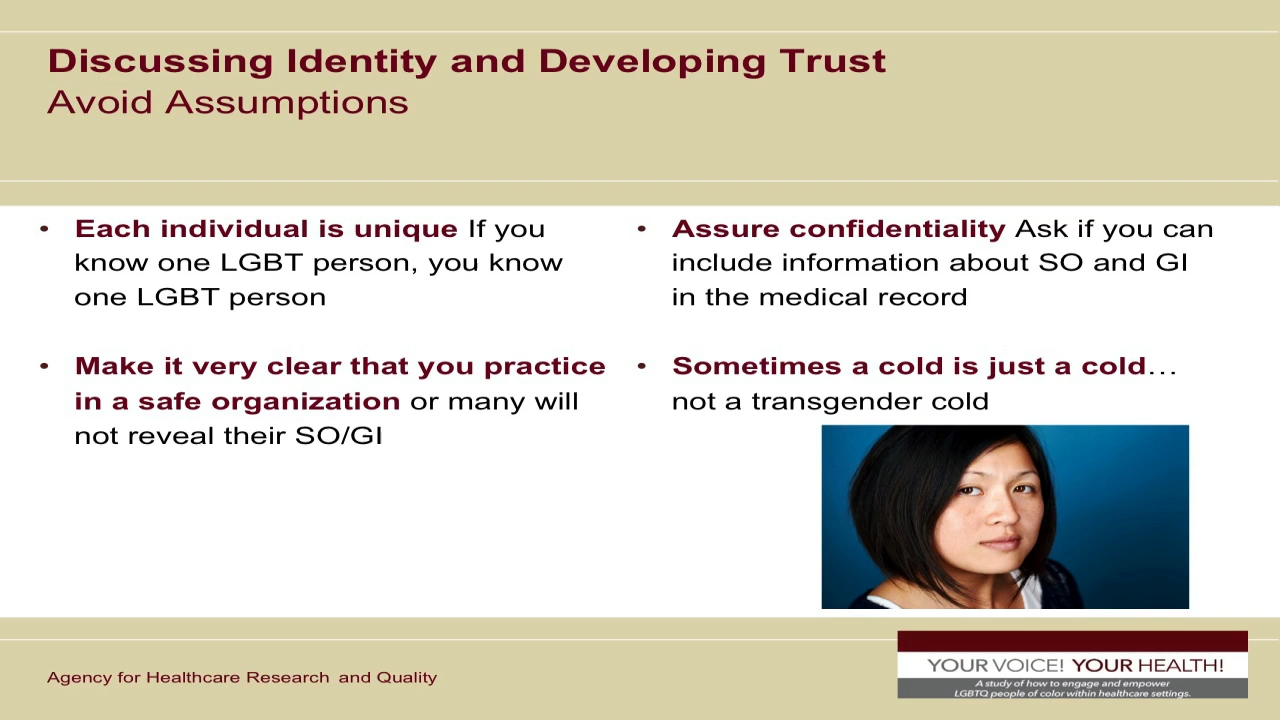 Discussing Identity and Developing Trust
Avoid Assumptions
• Each individual is unique If you
know one LGBT person, you know
one LGBT person
• Make it very clear that you practice
in a safe organization or many will
not reveal their SO/GI
• Assure confidentiality Ask if you can
include information about SO and GI
in the medical record
• Sometimes a cold is just a cold…
not a transgender cold
Agency for Healthcare Research and Quality
YOUR VOICE! YOUR HEALTH!
A study of how to engage and empower
LGBTQ people of color within healthcare settings.